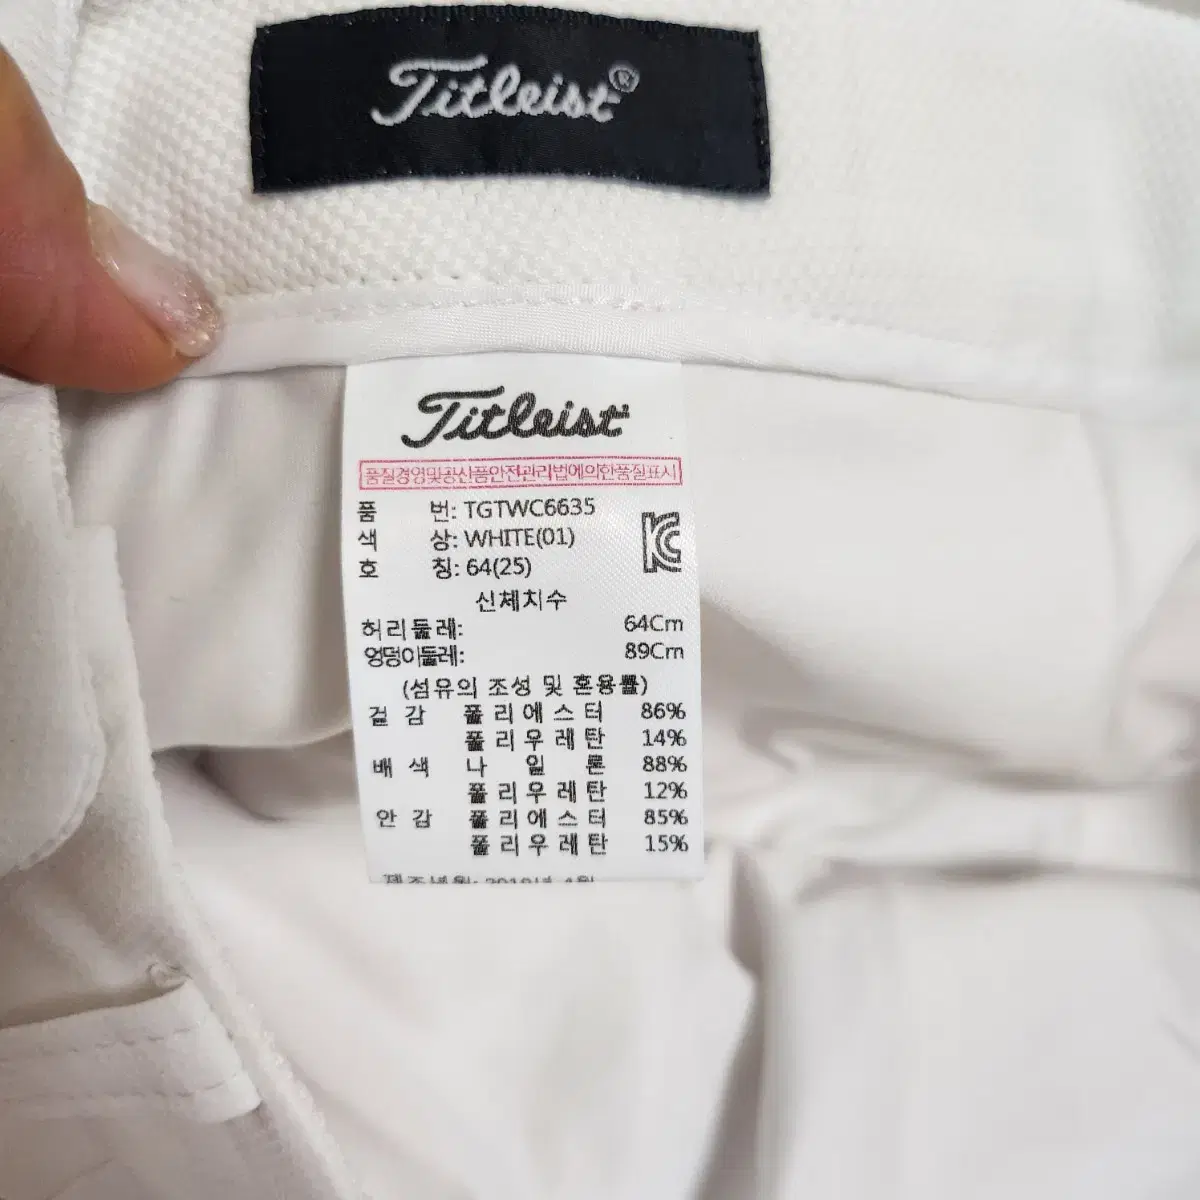 Titleist®
Titleist
품질경영및공산품안전관리법에의한품질표시
품 번: TGTWC6635
색 상: WHITE(01)
호 칭: 64(25)
신체치수
허리둘레: 64Cm
엉덩이둘레: 89Cm
(섬유의 조성 및 혼용률)
겉 감 폴 리 에 스 터 86%
폴 리 우 레 탄 14%
배 색 나 일 론 88%
폴 리 우 레 탄 12%
안 감 폴 리 에 스 터 85%
폴 리 우 레 탄 15%
제조년월: